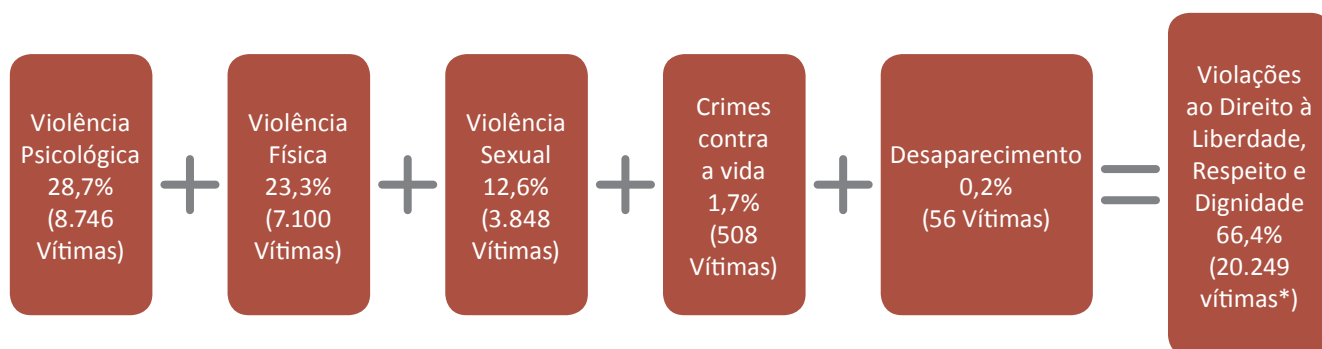 Violência
Psicológica
28,7%
(8.746
Vítimas)
Violência
Física
23,3%
(7.100
Vítimas)
Violência
Sexual
12,6%
(3.848
Vítimas)
Crimes
contra
a vida
1,7%
(508
Vítimas)
Desaparecimento
0,2%
(56 Vítimas)
Violações
ao Direito à
Liberdade,
Respeito e
Dignidade
66,4%
(20.249
vítimas*)